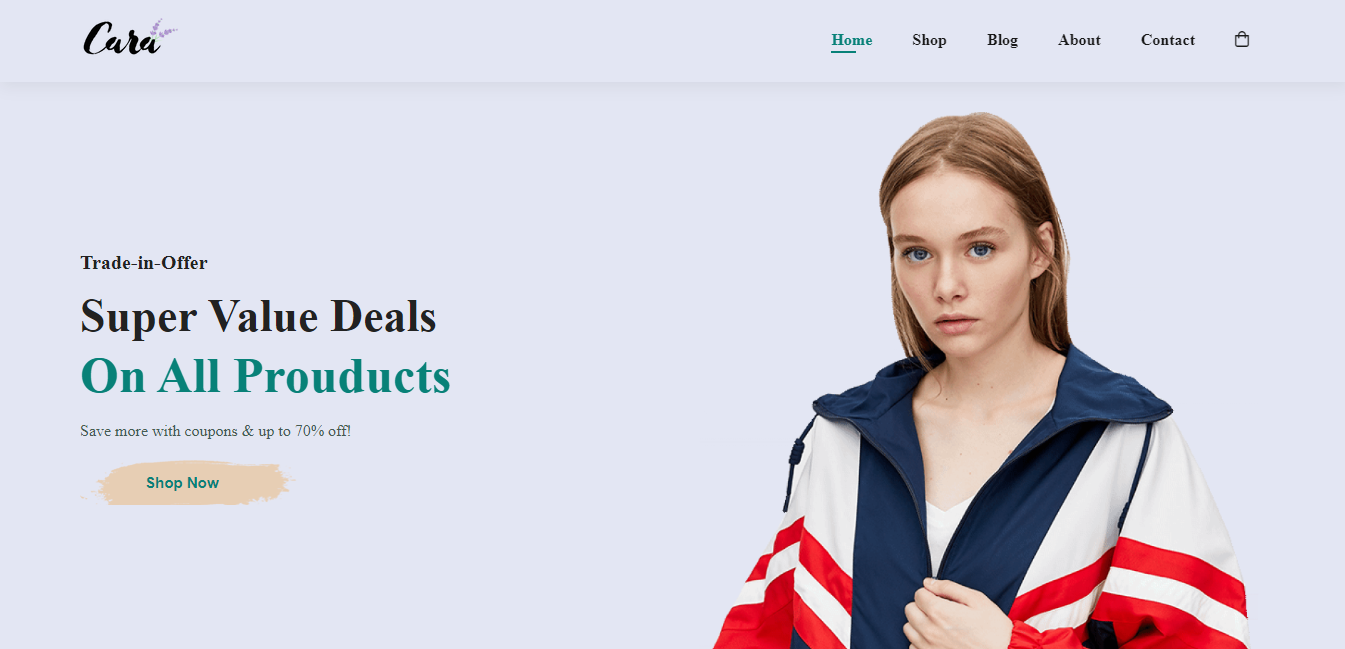 Cara
Home Shop Blog About Contact
Trade-in-Offer
Super Value Deals
On All Prouducts
Save more with coupons & up to 70% off!
Shop Now